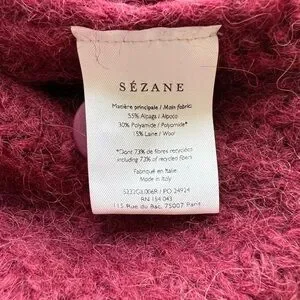 SÉZANE
Matière principale / Main fabric:
55% Alpaga / Alpaca
30% Polyamide / Polyamide*
15% Laine / Wool
*Dont 73% de fibres recyclées
including 73% of recycled fibers
Fabriqué en Italie
Made in Italy
/ PO 24924
RN 154 043
115 Rue du Bac, 75007 Paris